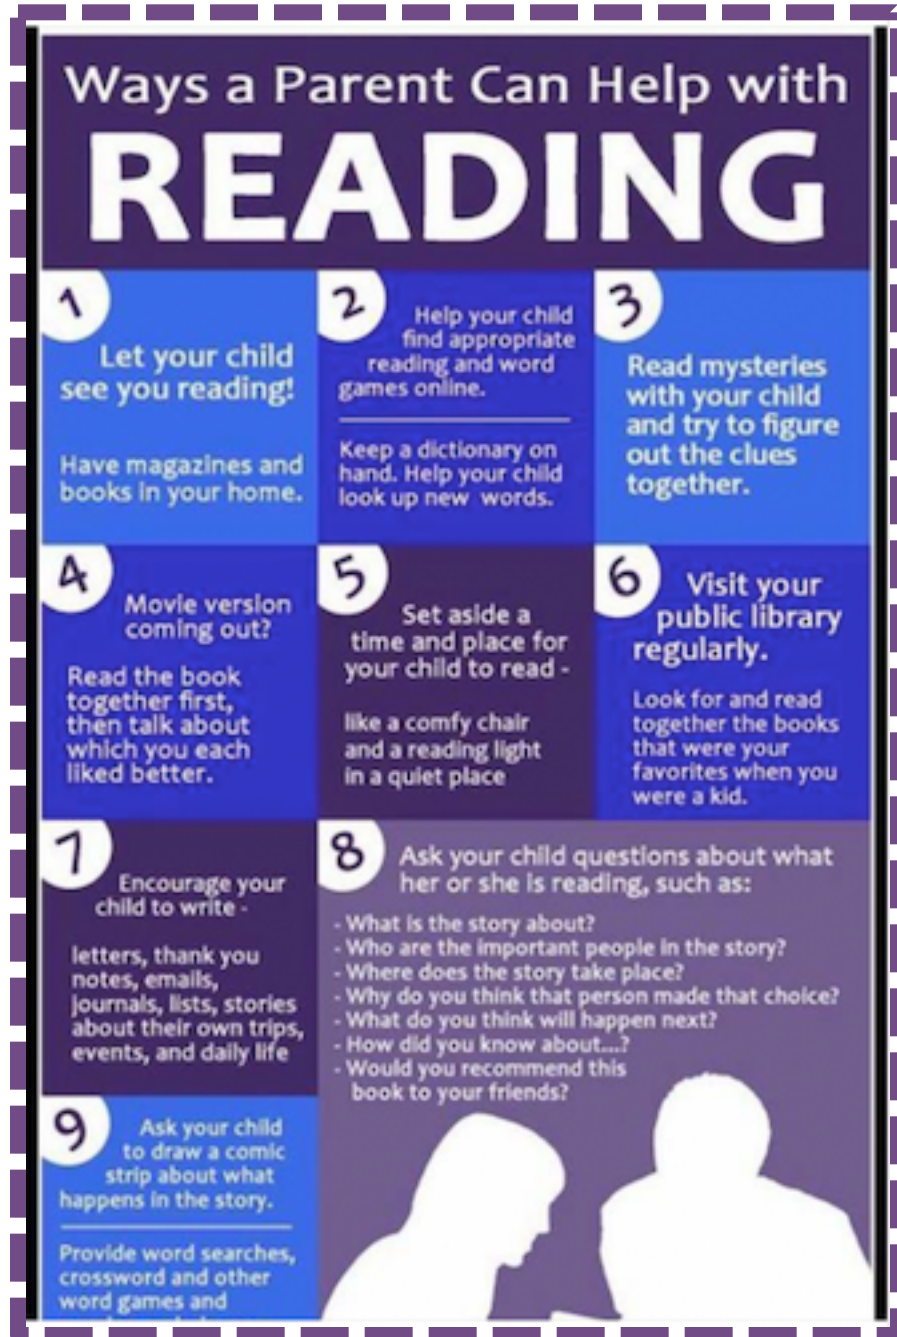 Ways a Parent Can Help with
READING
1
Let your child
see you reading!
Have magazines and
books in your home.
2
Help your child
find appropriate
reading and word
games online.
Keep a dictionary on
hand. Help your child
look up new words.
3
Read mysteries
with your child
and try to figure
out the clues
together.
4
Movie version
coming out?
Read the book
together first,
then talk about
which you each
liked better.
5
Set aside a
time and place for
your child to read -
like a comfy chair
and a reading light
in a quiet place
6
Visit your
public library
regularly.
Look for and read
together the books
that were your
favorites when you
were a kid.
7
Encourage your
child to write -
letters, thank you
notes, emails,
journals, lists, stories
about their own trips,
events, and daily life
8
Ask your child questions about what
her or she is reading, such as:
- What is the story about?
- Who are the important people in the story?
- Where does the story take place?
- Why do you think that person made that choice?
- What do you think will happen next?
- How did you know about...?
- Would you recommend this
book to your friends?
9
Ask your child
to draw a comic
strip about what
happens in the story.
Provide word searches,
crossword and other
word games and